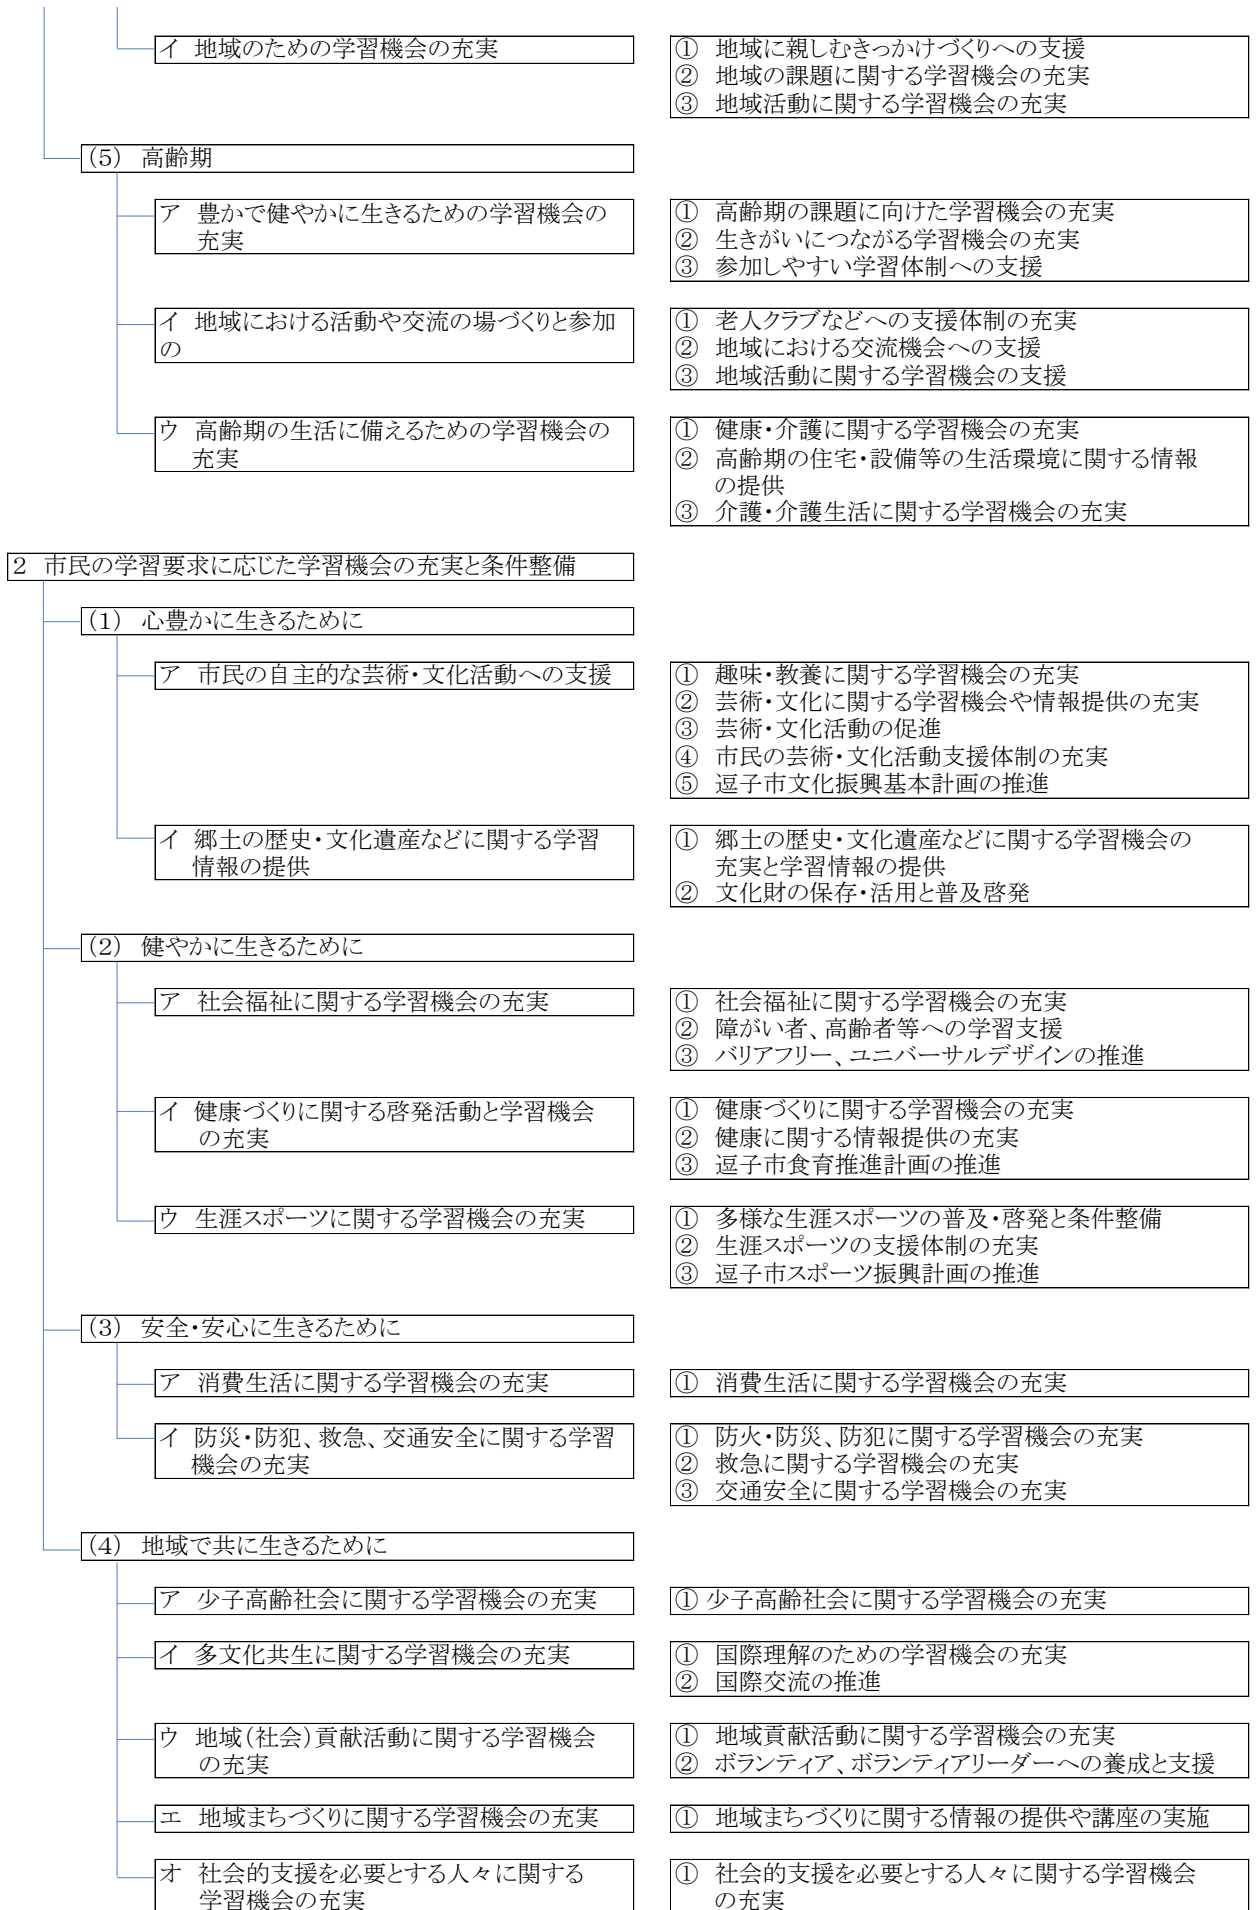 イ 地域のための学習機会の充実
① 地域に親しむきっかけづくりへの支援
② 地域の課題に関する学習機会の充実
③ 地域活動に関する学習機会の充実
(5) 高齢期
ア 豊かで健やかに生きるための学習機会の
充実
① 高齢期の課題に向けた学習機会の充実
② 生きがいにつながる学習機会の充実
③ 参加しやすい学習体制への支援
イ 地域における活動や交流の場づくりと参加
の
① 老人クラブなどへの支援体制の充実
② 地域における交流機会への支援
③ 地域活動に関する学習機会の支援
ウ 高齢期の生活に備えるための学習機会の
充実
① 健康・介護に関する学習機会の充実
② 高齢期の住宅・設備等の生活環境に関する情報
の提供
③ 介護・介護生活に関する学習機会の充実
2 市民の学習要求に応じた学習機会の充実と条件整備
(1) 心豊かに生きるために
ア 市民の自主的な芸術・文化活動への支援
① 趣味・教養に関する学習機会の充実
② 芸術・文化に関する学習機会や情報提供の充実
③ 芸術・文化活動の促進
④ 市民の芸術・文化活動支援体制の充実
⑤ 逗子市文化振興基本計画の推進
イ 郷土の歴史・文化遺産などに関する学習
情報の提供
① 郷土の歴史・文化遺産などに関する学習機会の
充実と学習情報の提供
② 文化財の保存・活用と普及啓発
(2) 健やかに生きるために
ア 社会福祉に関する学習機会の充実
① 社会福祉に関する学習機会の充実
② 障がい者、高齢者等への学習支援
③ バリアフリー、ユニバーサルデザインの推進
イ 健康づくりに関する啓発活動と学習機会
の充実
① 健康づくりに関する学習機会の充実
② 健康に関する情報提供の充実
③ 逗子市食育推進計画の推進
ウ 生涯スポーツに関する学習機会の充実
① 多様な生涯スポーツの普及・啓発と条件整備
② 生涯スポーツの支援体制の充実
③ 逗子市スポーツ振興計画の推進
(3) 安全・安心に生きるために
ア 消費生活に関する学習機会の充実
① 消費生活に関する学習機会の充実
イ 防災・防犯、救急、交通安全に関する学習
機会の充実
① 防火・防災、防犯に関する学習機会の充実
② 救急に関する学習機会の充実
③ 交通安全に関する学習機会の充実
(4) 地域で共に生きるために
ア 少子高齢社会に関する学習機会の充実
① 少子高齢社会に関する学習機会の充実
イ 多文化共生に関する学習機会の充実
① 国際理解のための学習機会の充実
② 国際交流の推進
ウ 地域(社会)貢献活動に関する学習機会
の充実
① 地域貢献活動に関する学習機会の充実
② ボランティア、ボランティアリーダーへの養成と支援
エ 地域まちづくりに関する学習機会の充実
① 地域まちづくりに関する情報の提供や講座の実施
オ 社会的支援を必要とする人々に関する
学習機会の充実
① 社会的支援を必要とする人々に関する学習機会
の充実